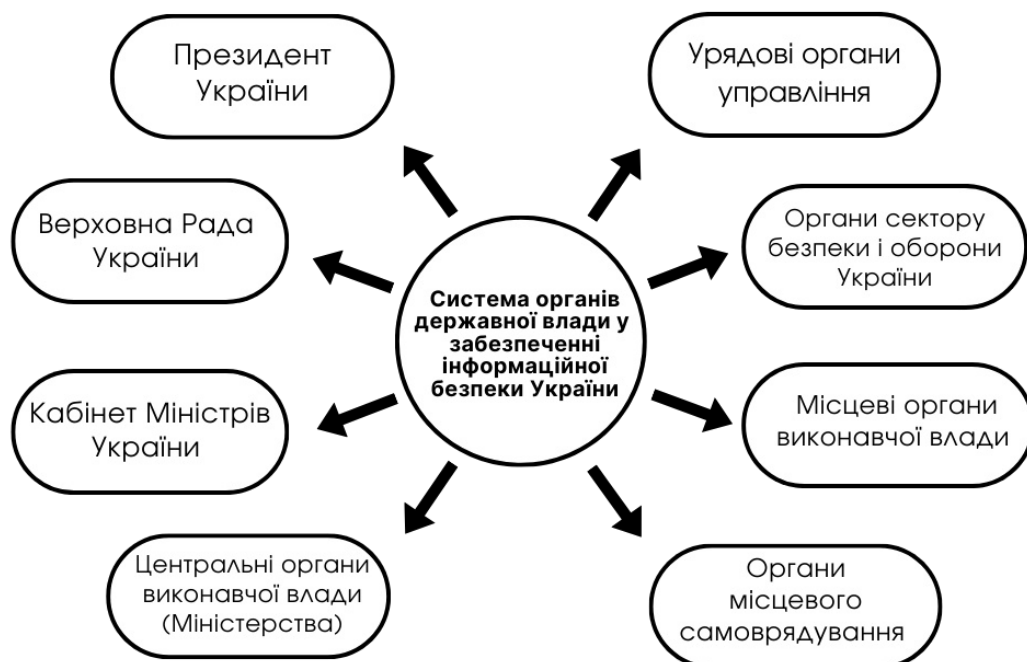 Президент
України
Урядові органи
управління
Верховна Рада
України
Органи сектору
безпеки і оборони
України
Система органів
державної влади у
забезпеченні
інформаційної
безпеки України
Кабінет Міністрів
України
Місцеві органи
виконавчої влади
Центральні органи
виконавчої влади
(Міністерства)
Органи
місцевого
самоврядування